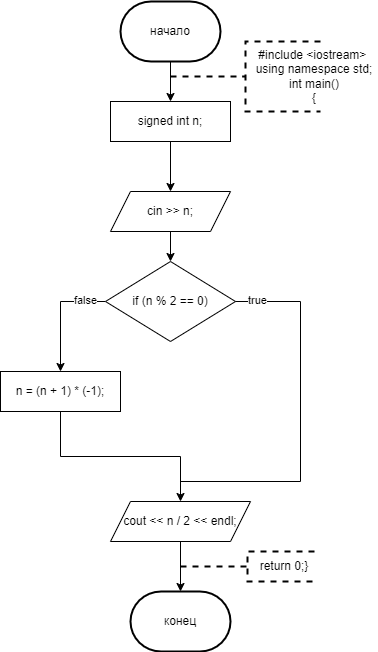 начало
#include <iostream>
using namespace std;
int main()
{
signed int n;
cin >> n;
if (n % 2 == 0)
false
true
n = (n + 1) * (-1);
cout << n / 2 << endl;
return 0;}
конец